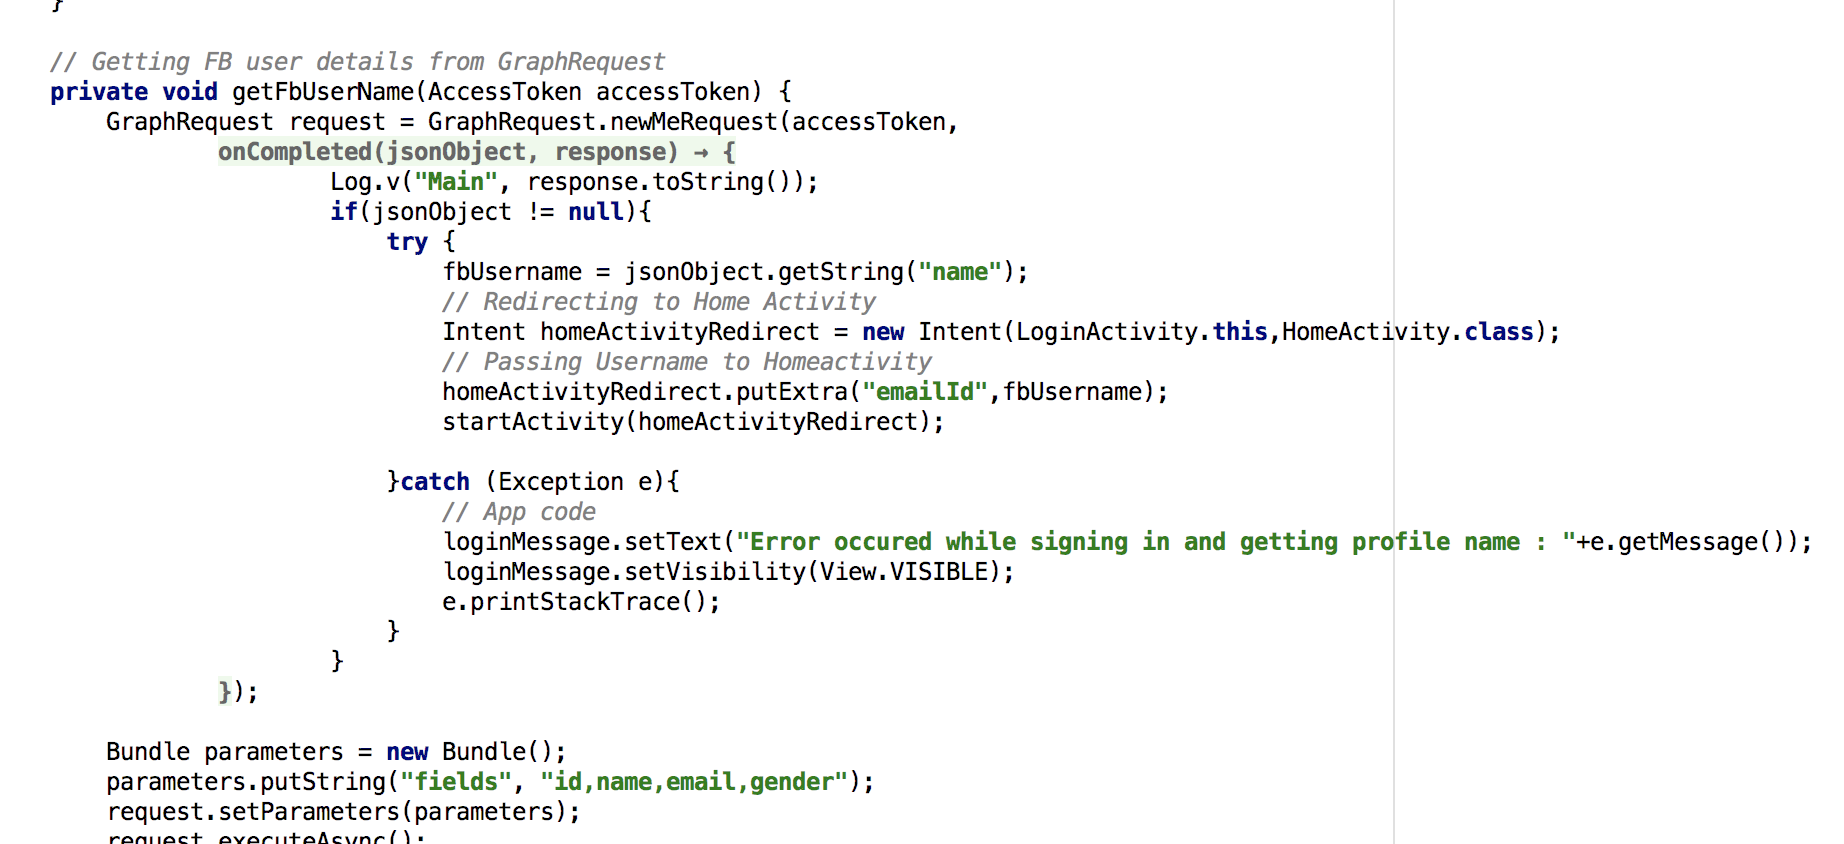 }
// Getting FB user details from GraphRequest
private void getFbUserName(AccessToken accessToken) {
GraphRequest request = GraphRequest.newMeRequest(accessToken,
onCompleted(jsonObject, response) → {
Log.v("Main", response.toString());
if(jsonObject != null){
try {
fbUsername = jsonObject.getString("name");
// Redirecting to Home Activity
Intent homeActivityRedirect = new Intent(LoginActivity.this,HomeActivity.class);
// Passing Username to Homeactivity
homeActivityRedirect.putExtra("emailId",fbUsername);
startActivity(homeActivityRedirect);
}catch (Exception e){
// App code
loginMessage.setText("Error occured while signing in and getting profile name : "+e.getMessage());
loginMessage.setVisibility(View.VISIBLE);
e.printStackTrace();
}
}
});
Bundle parameters = new Bundle();
parameters.putString("fields", "id,name,email,gender");
request.setParameters(parameters);
request.executeAsync();